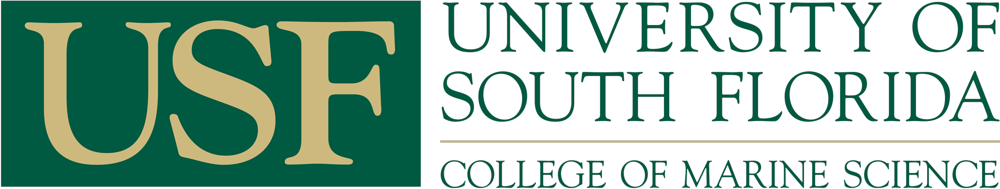 USF
UNIVERSITY OF
SOUTH FLORIDA
COLLEGE OF MARINE SCIENCE